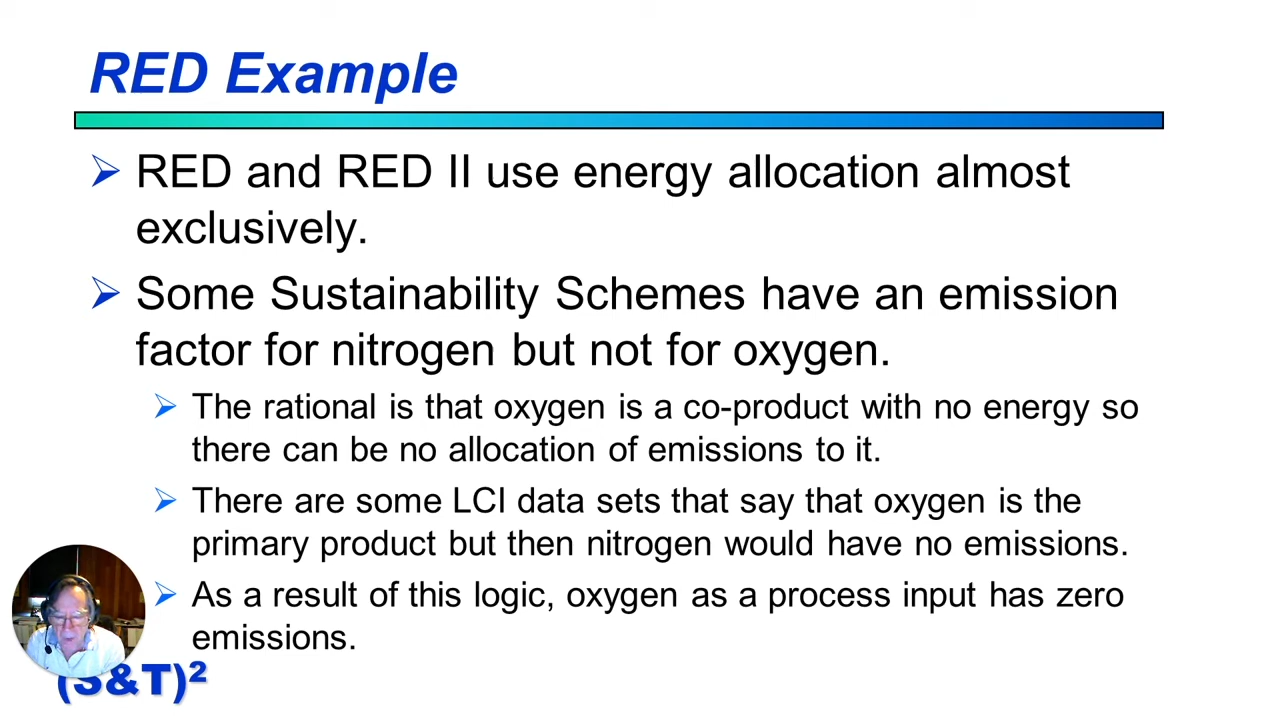 RED Example
RED and RED II use energy allocation almost
exclusively.
Some Sustainability Schemes have an emission
factor for nitrogen but not for oxygen.
The rational is that oxygen is a co-product with no energy so
there can be no allocation of emissions to it.
There are some LCI data sets that say that oxygen is the
primary product but then nitrogen would have no emissions.
As a result of this logic, oxygen as a process input has zero
emissions.
(S&T)²